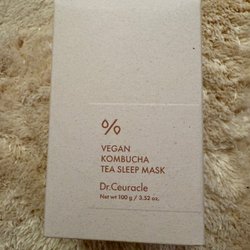 VEGAN
KOMBUCHA
TEA SLEEP MASK
Dr.Ceuracle
Net wt 100 g / 3.52 oz.